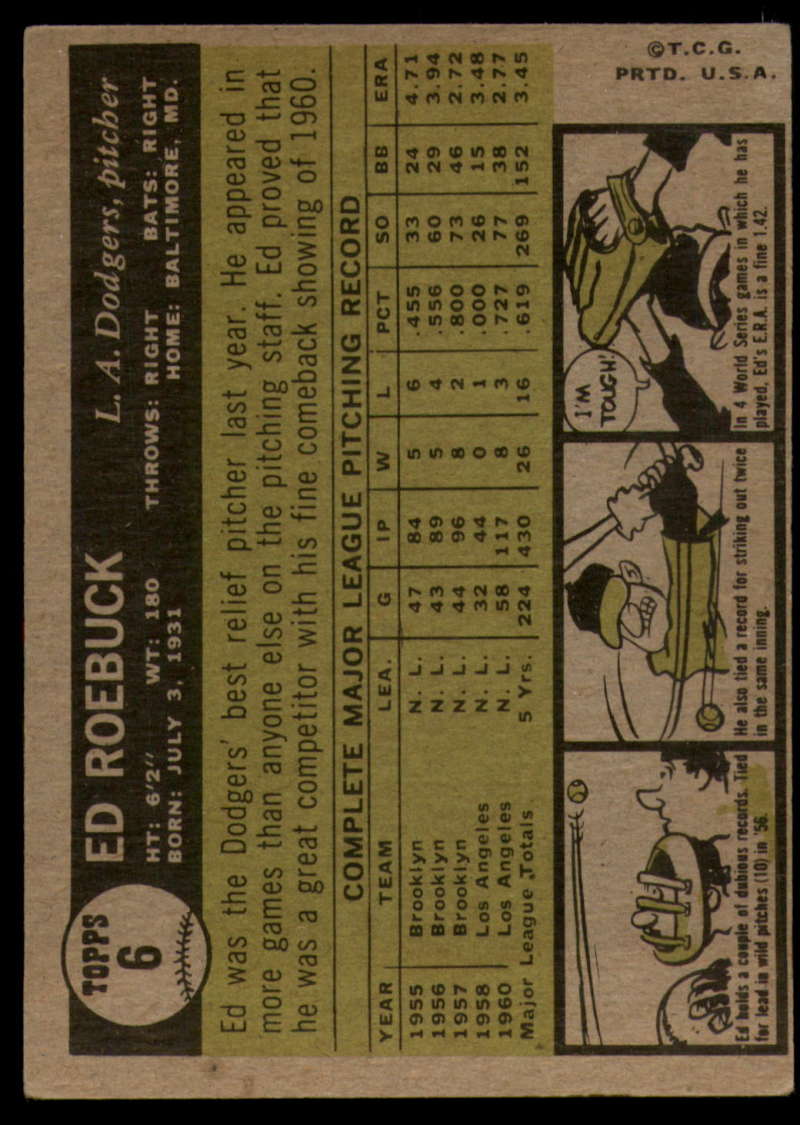 TOPPS
6
ED ROEBUCK L. A. Dodgers, pitcher
HT: 6'2" WT: 180 THROWS: RIGHT BATS: RIGHT
BORN: JULY 3, 1931 HOME: BALTIMORE, MD.
Ed was the Dodgers' best relief pitcher last year. He appeared in
more games than anyone else on the pitching staff. Ed proved that
he was a great competitor with his fine comeback showing of 1960.
COMPLETE MAJOR LEAGUE PITCHING RECORD
YEAR TEAM LEA. G IP W L PCT SO BB ERA
1955 Brooklyn N. L. 47 84 5 6 .455 33 24 4.71
1956 Brooklyn N. L. 43 89 5 4 .556 60 29 3.94
1957 Brooklyn N. L. 44 96 8 2 .800 73 46 2.72
1958 Los Angeles N. L. 32 44 0 1 .000 26 15 3.48
1960 Los Angeles N. L. 58 117 8 3 .727 77 38 2.77
Major League Totals 5 Yrs. 224 430 26 16 .619 269 152 3.45
Ed holds a couple of dubious records. Tied
for lead in wild pitches (10) in '56.
He also tied a record for striking out twice
in the same inning.
I'M
TOUGH!
In 4 World Series games in which he has
played, Ed's E.R.A. is a fine 1.42.
©T.C.G.
PRTD. U.S.A.